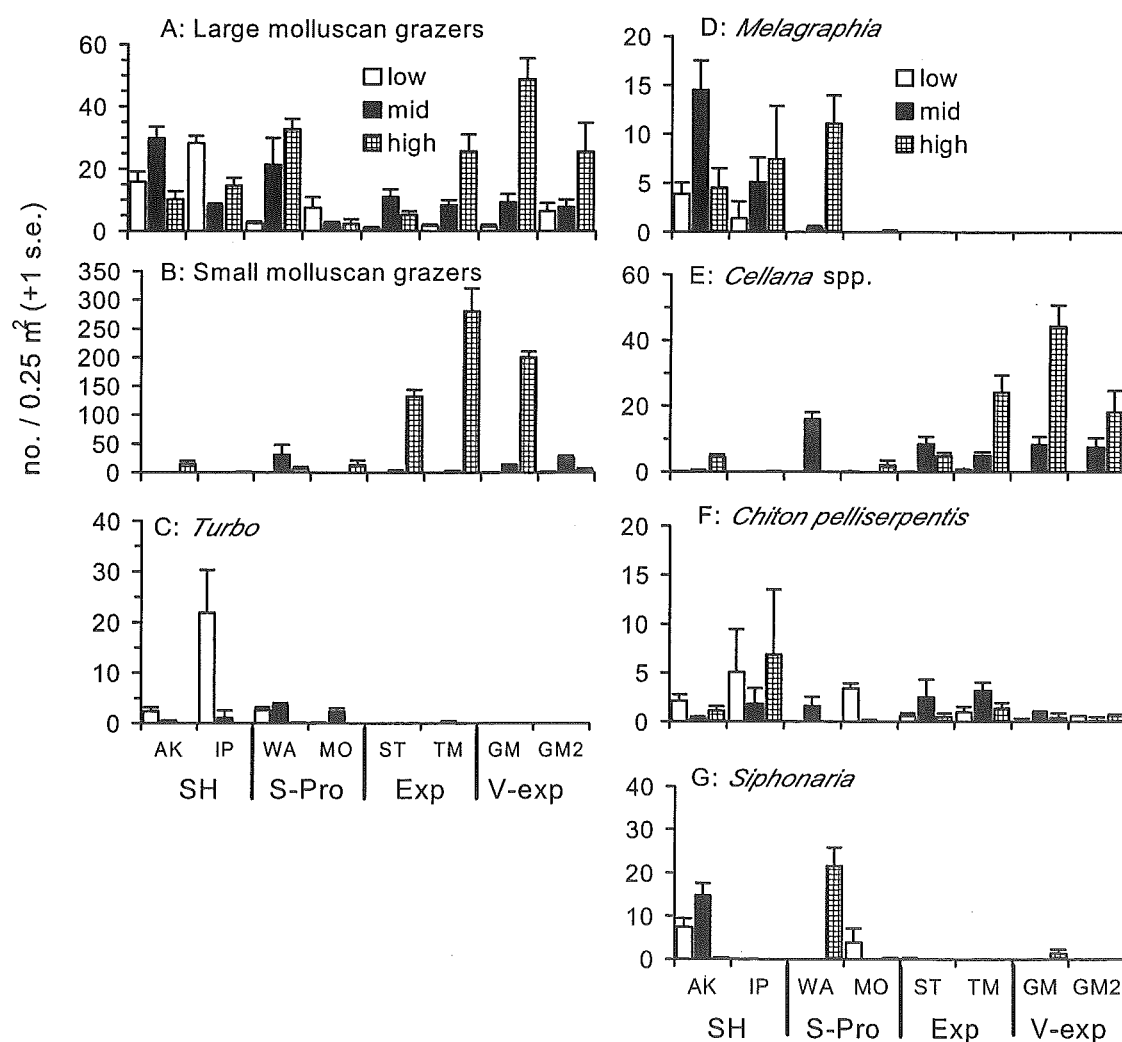 no. / 0.25 m² (+1 s.e.)
A: Large molluscan grazers
60
40
20
0
low
mid
high
B: Small molluscan grazers
350
300
250
200
150
100
50
0
C: Turbo
40
30
20
10
0
AK IP WA MO ST TM GM GM2
SH S-Pro Exp V-exp
D: Melagraphia
20
15
10
5
0
low
mid
high
E: Cellana spp.
60
40
20
0
F: Chiton pelliserpentis
20
15
10
5
0
G: Siphonaria
40
30
20
10
0
AK IP WA MO ST TM GM GM2
SH S-Pro Exp V-exp